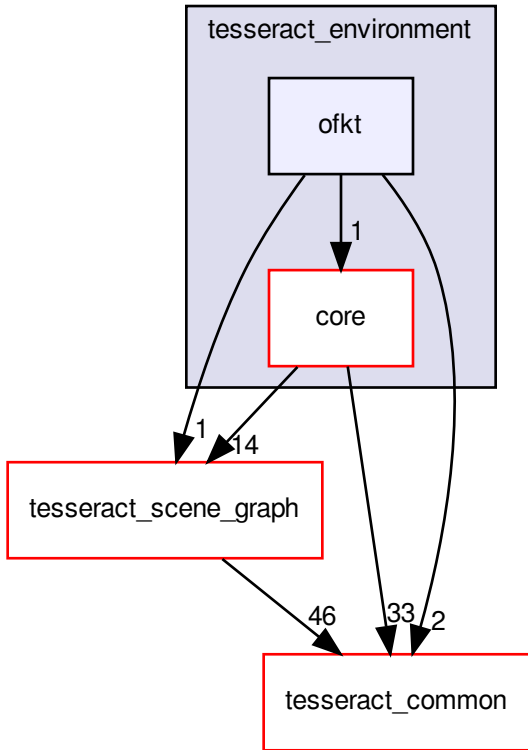 tesseract_environment
ofkt
1
core
1
14
tesseract_scene_graph
46
33
2
tesseract_common